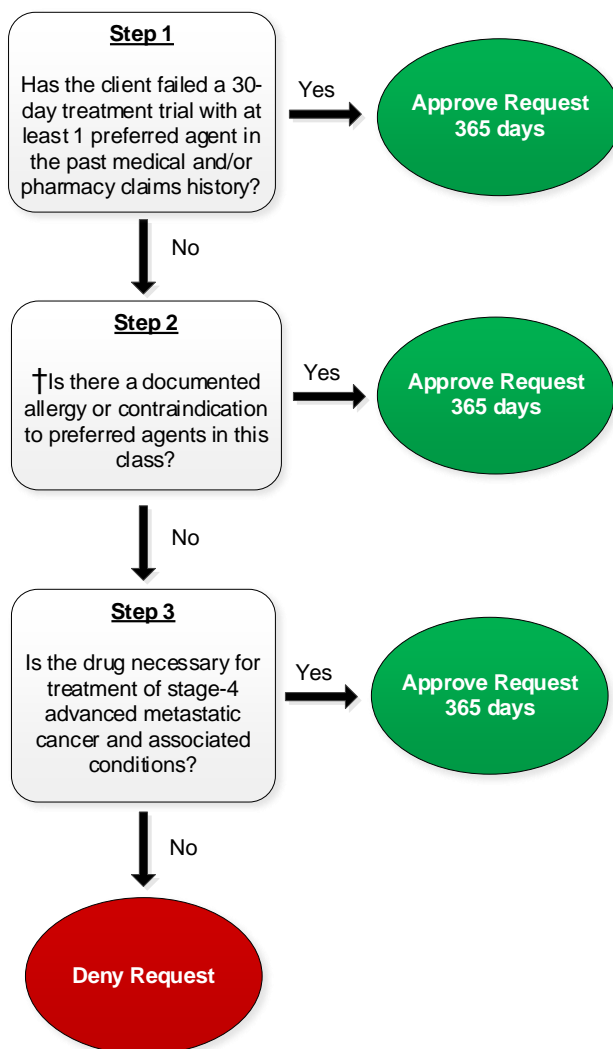 Step 1
Has the client failed a 30-
day treatment trial with at
least 1 preferred agent in
the past medical and/or
pharmacy claims history?
Yes
Approve Request
365 days
No
Step 2
†Is there a documented
allergy or contraindication
to preferred agents in this
class?
Yes
Approve Request
365 days
No
Step 3
Is the drug necessary for
treatment of stage-4
advanced metastatic
cancer and associated
conditions?
Yes
Approve Request
365 days
No
Deny Request